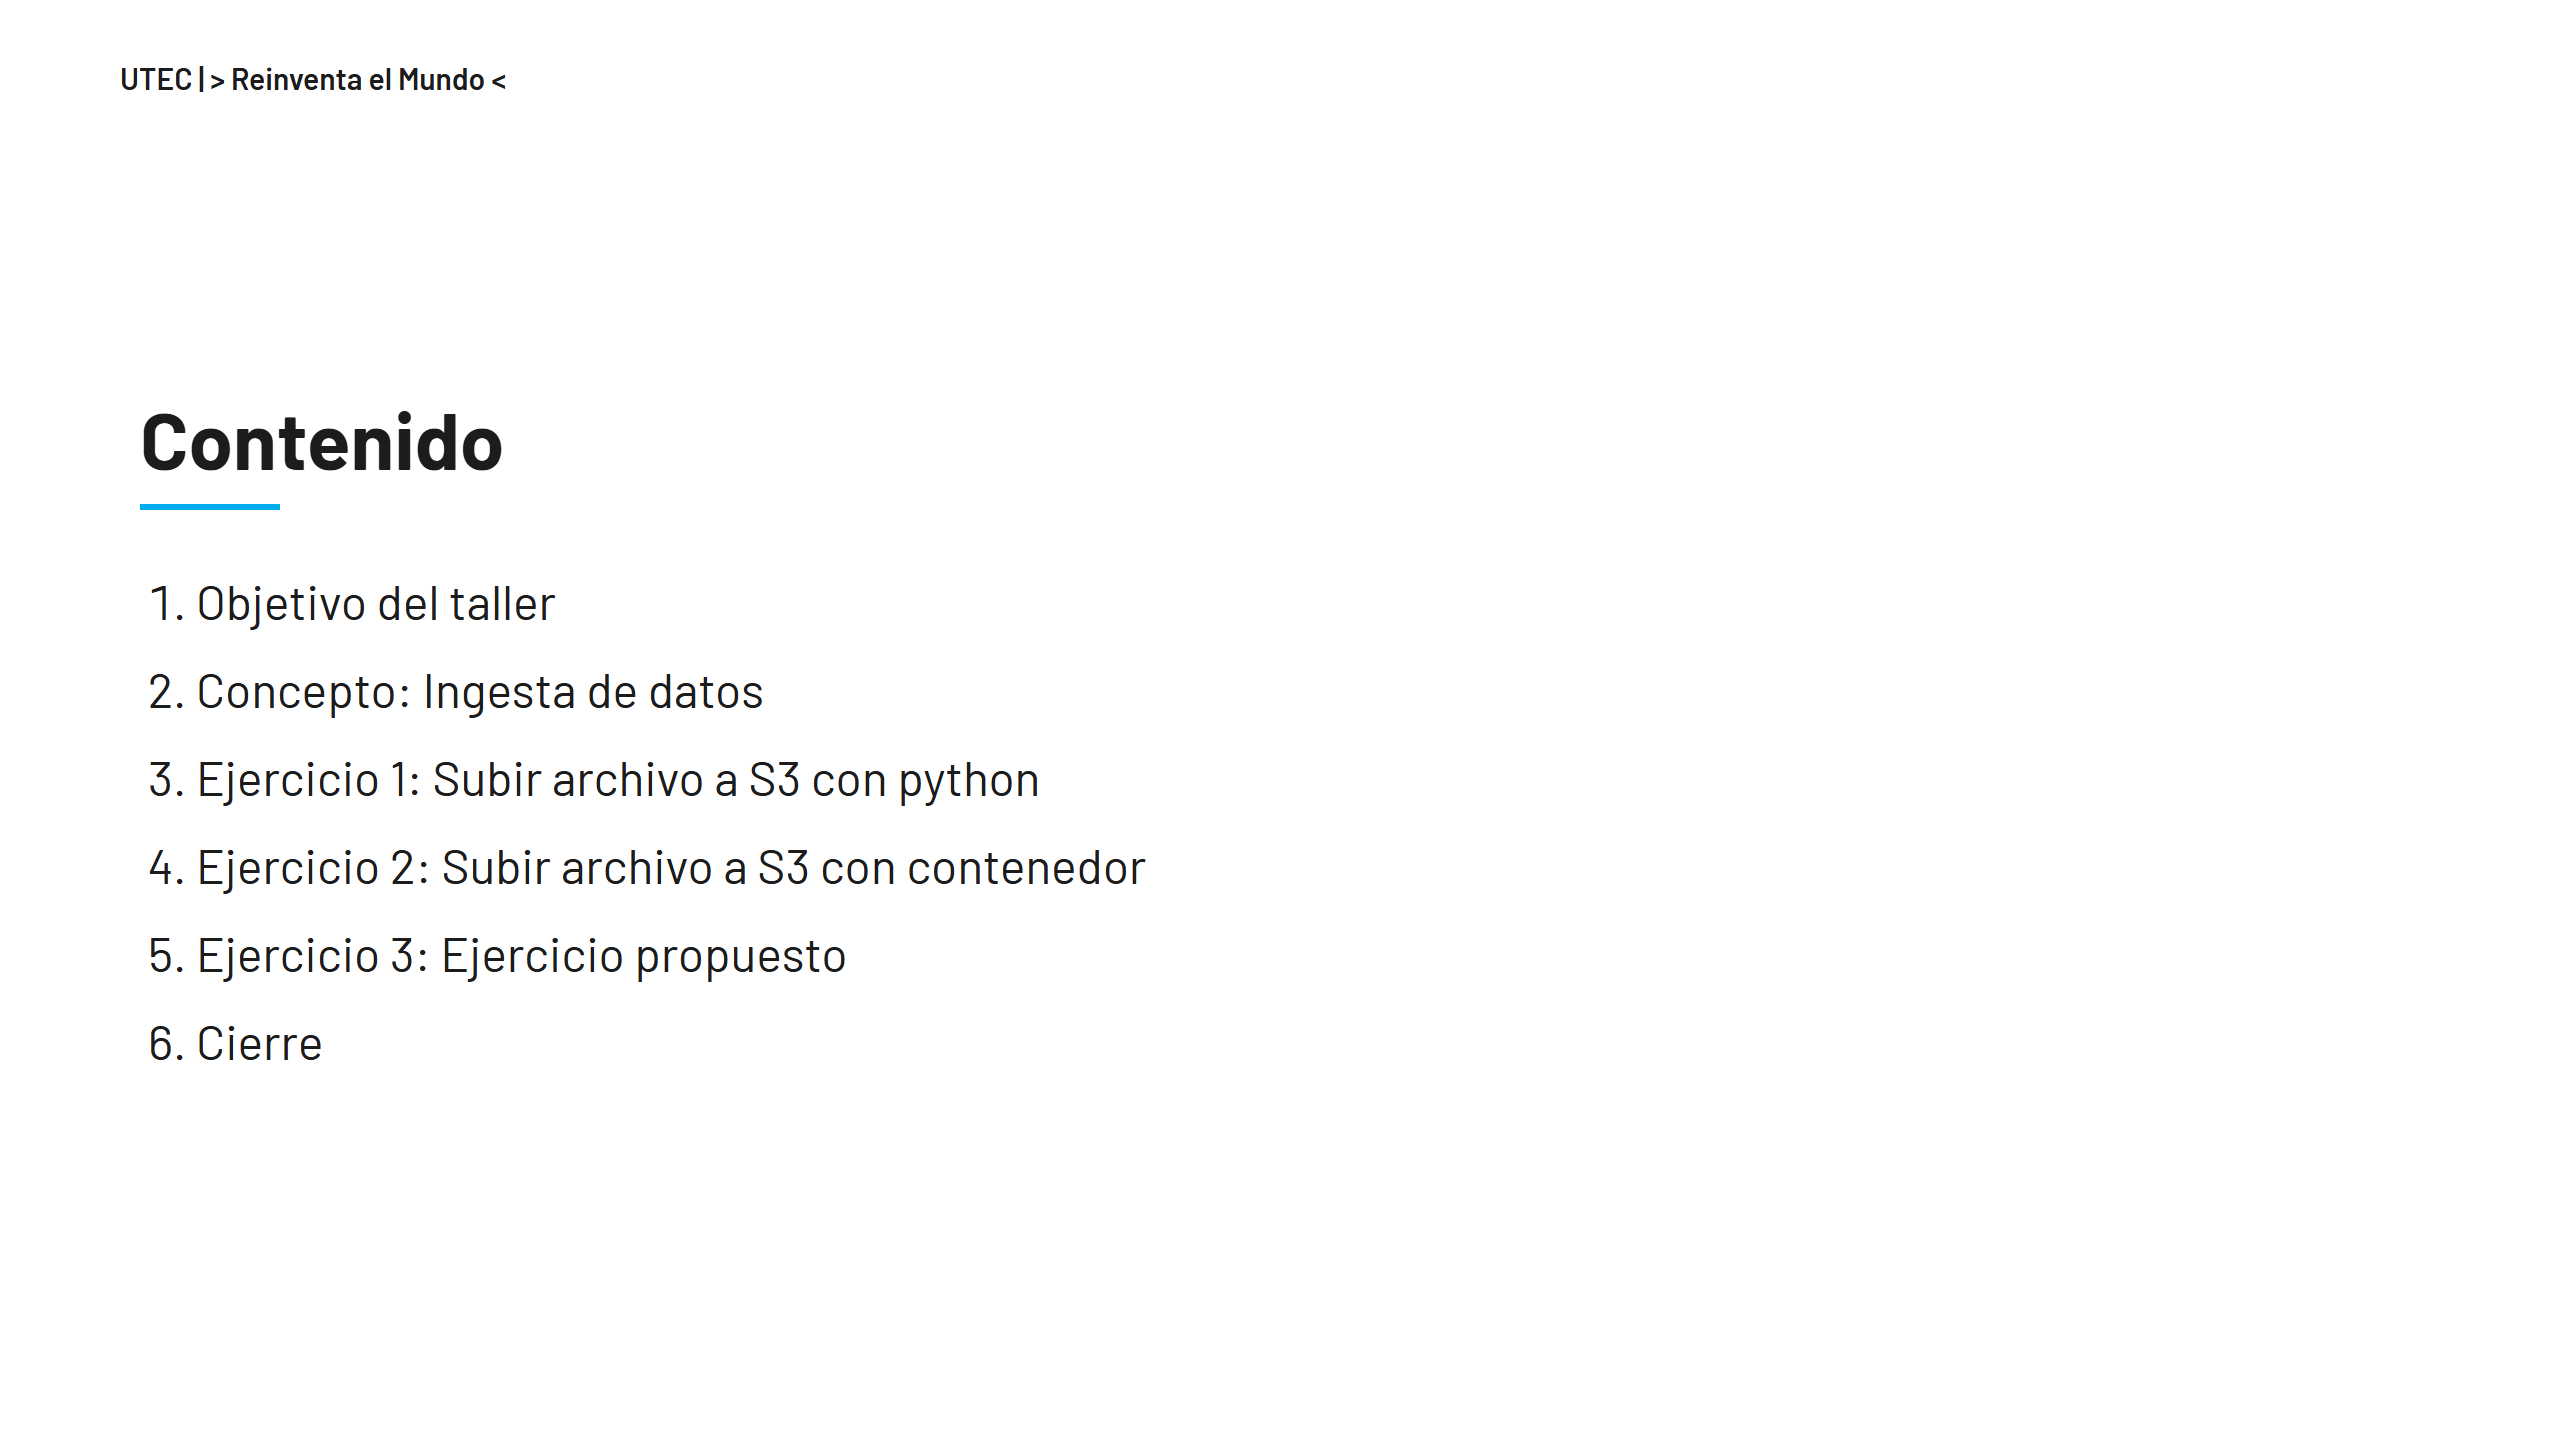 UTEC | > Reinventa el Mundo <
Contenido
1. Objetivo del taller
2. Concepto: Ingesta de datos
3. Ejercicio 1: Subir archivo a S3 con python
4. Ejercicio 2: Subir archivo a S3 con contenedor
5. Ejercicio 3: Ejercicio propuesto
6. Cierre